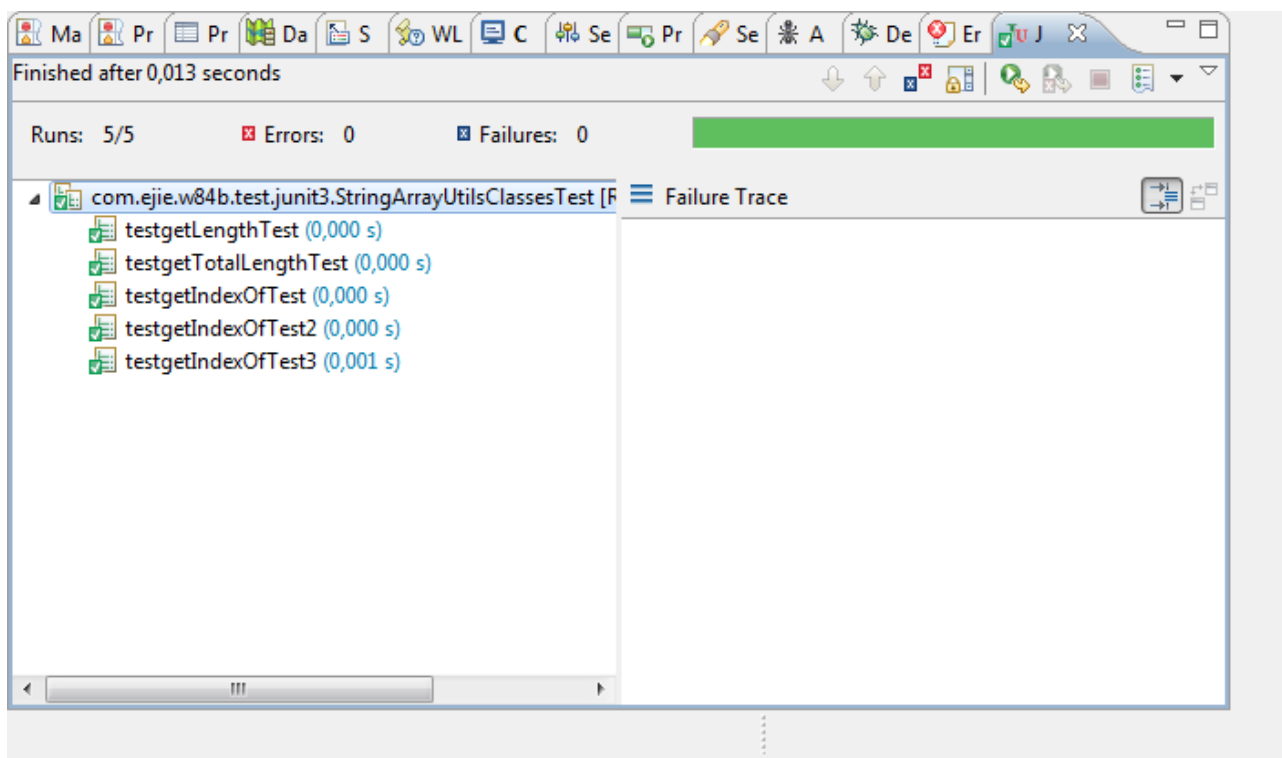 Ma Pr Pr Da S WL C Se Pr Se A De Er JU J
Finished after 0,013 seconds
Runs: 5/5 Errors: 0 Failures: 0
com.ejie.w84b.test.junit3.StringArrayUtilsClassesTest [R
Failure Trace
testgetLengthTest (0,000 s)
testgetTotalLengthTest (0,000 s)
testgetIndexOfTest (0,000 s)
testgetIndexOfTest2 (0,000 s)
testgetIndexOfTest3 (0,001 s)